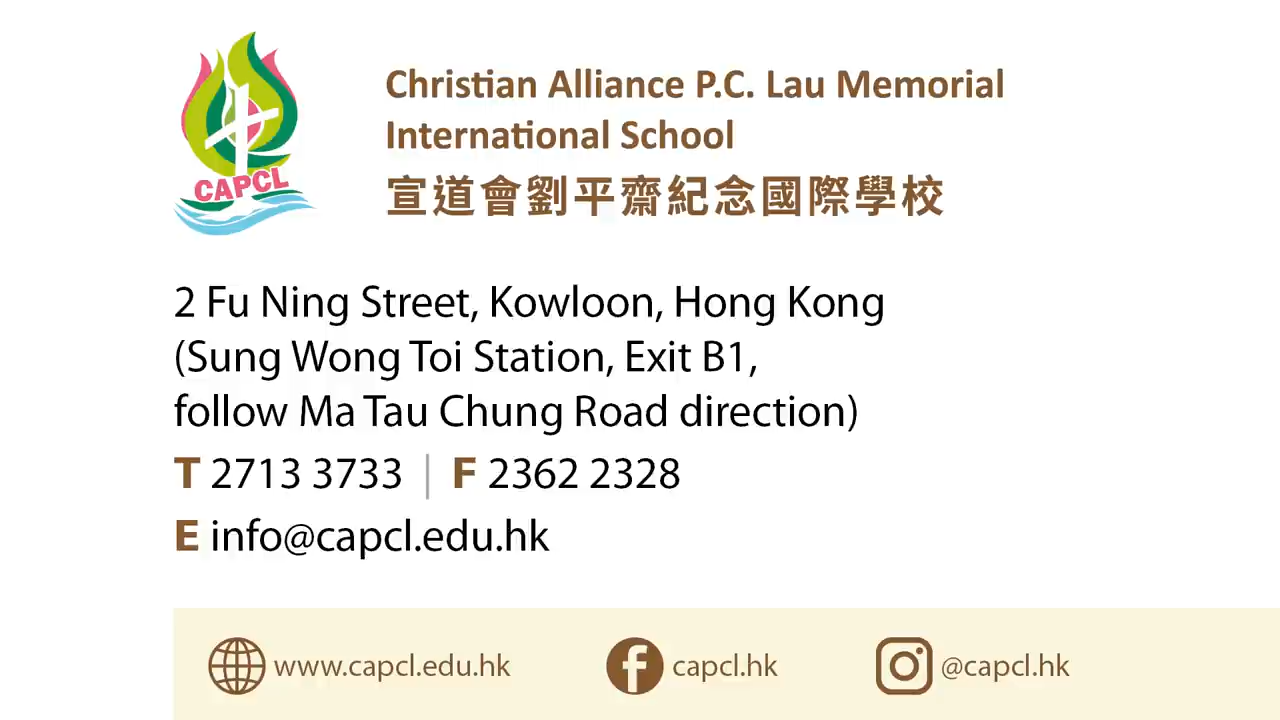 CAPCL
Christian Alliance P.C. Lau Memorial
International School
宣道會劉平齋紀念國際學校
2 Fu Ning Street, Kowloon, Hong Kong
(Sung Wong Toi Station, Exit B1,
follow Ma Tau Chung Road direction)
T 2713 3733 | F 2362 2328
E info@capcl.edu.hk
www.capcl.edu.hk capcl.hk @capcl.hk